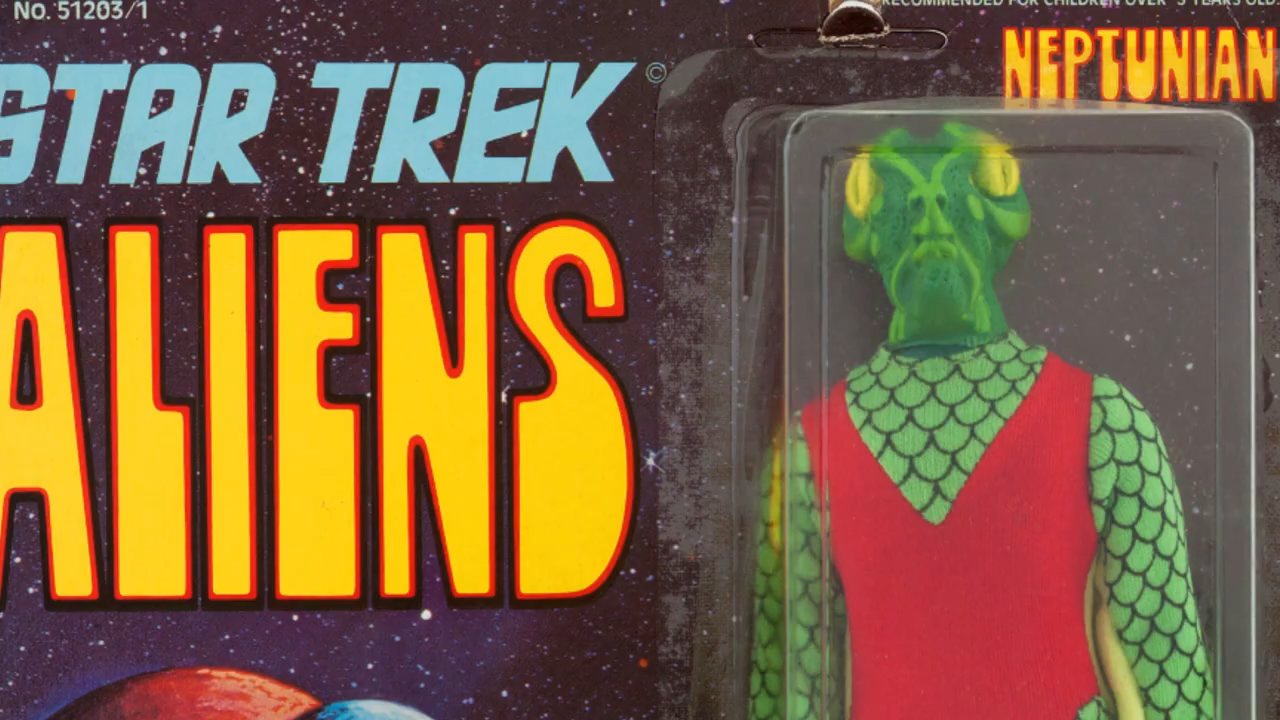 No. 51203/1
RECOMMENDED FOR CHILDREN OVER 3 YEARS OLD.
STAR TREK ©
NEPTUNIAN
ALIENS